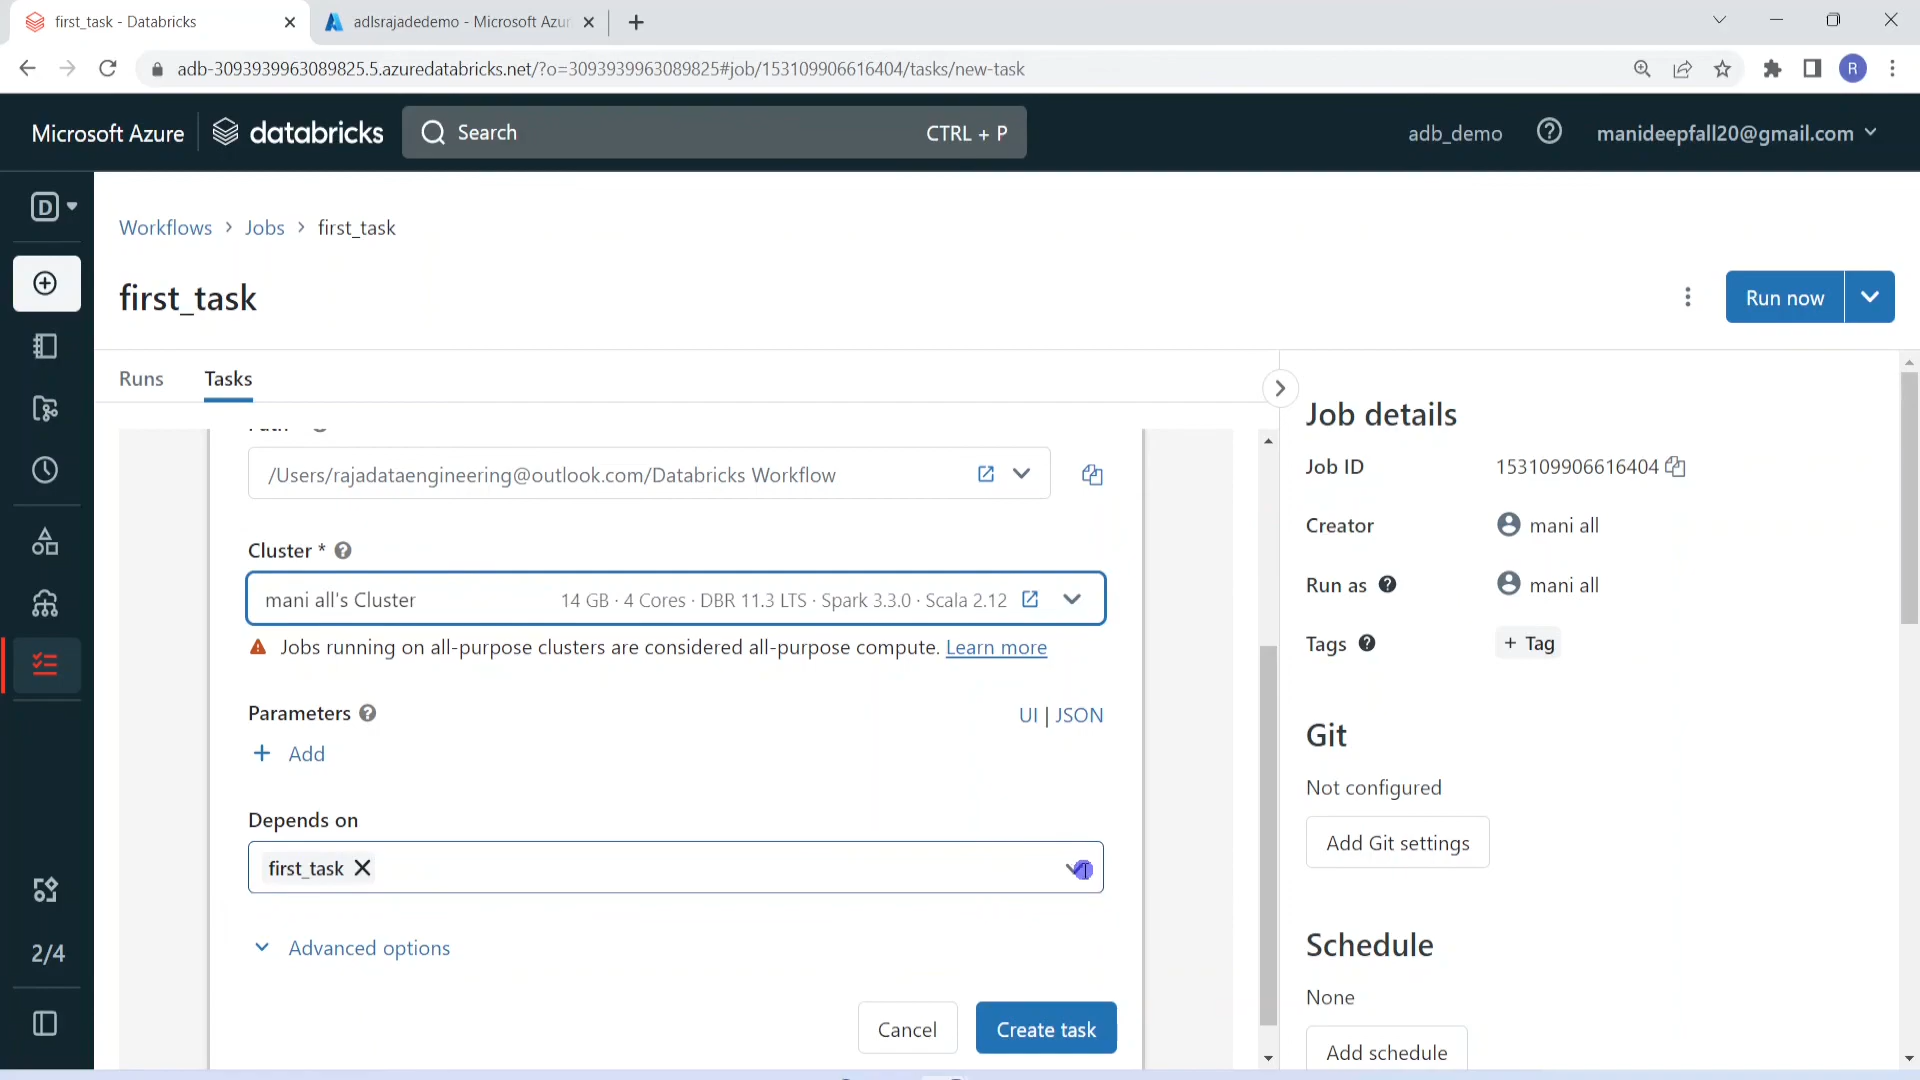 first_task - Databricks
adlsrajadedemo - Microsoft Azur
adb-3093939963089825.5.azuredatabricks.net/?o=3093939963089825#job/153109906616404/tasks/new-task
R
Microsoft Azure
databricks
Search
CTRL + P
adb_demo
manideepfall20@gmail.com
D
Workflows > Jobs > first_task
first_task
Run now
Runs
Tasks
/Users/rajadataengineering@outlook.com/Databricks Workflow
Cluster *
mani all's Cluster
14 GB · 4 Cores · DBR 11.3 LTS · Spark 3.3.0 · Scala 2.12
Jobs running on all-purpose clusters are considered all-purpose compute. Learn more
Parameters
UI | JSON
+ Add
Depends on
first_task
Advanced options
Cancel
Create task
2/4
Job details
Job ID
153109906616404
Creator
mani all
Run as
mani all
Tags
+ Tag
Git
Not configured
Add Git settings
Schedule
None
Add schedule